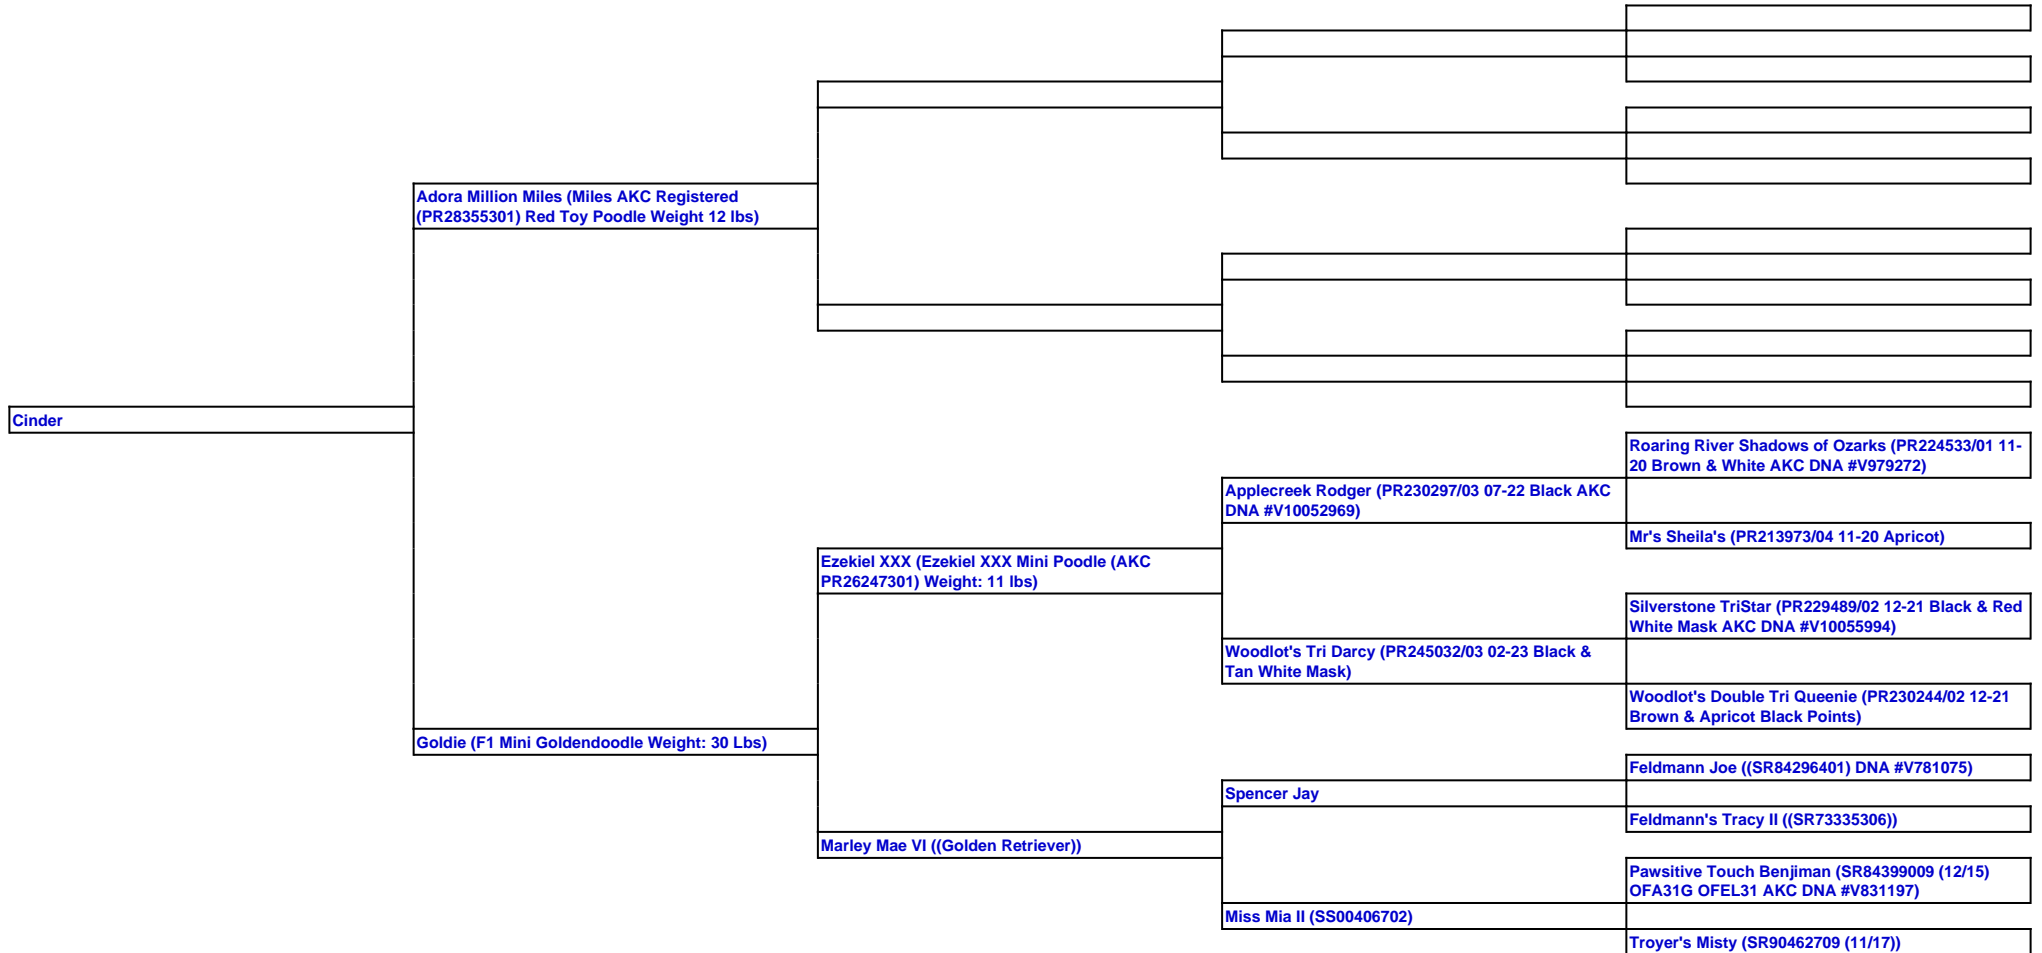 Adora Million Miles (Miles AKC Registered
(PR28355301) Red Toy Poodle Weight 12 lbs)
Cinder
Roaring River Shadows of Ozarks (PR224533/01 11-
20 Brown & White AKC DNA #V979272)
Applecreek Rodger (PR230297/03 07-22 Black AKC
DNA #V10052969)
Mr's Sheila's (PR213973/04 11-20 Apricot)
Ezekiel XXX (Ezekiel XXX Mini Poodle (AKC
PR26247301) Weight: 11 lbs)
Silverstone TriStar (PR229489/02 12-21 Black & Red
White Mask AKC DNA #V10055994)
Woodlot's Tri Darcy (PR245032/03 02-23 Black &
Tan White Mask)
Woodlot's Double Tri Queenie (PR230244/02 12-21
Brown & Apricot Black Points)
Goldie (F1 Mini Goldendoodle Weight: 30 Lbs)
Feldmann Joe ((SR84296401) DNA #V781075)
Spencer Jay
Feldmann's Tracy II ((SR73335306))
Marley Mae VI ((Golden Retriever))
Pawsitive Touch Benjiman (SR84399009 (12/15)
OFA31G OFEL31 AKC DNA #V831197)
Miss Mia II (SS00406702)
Troyer's Misty (SR90462709 (11/17))